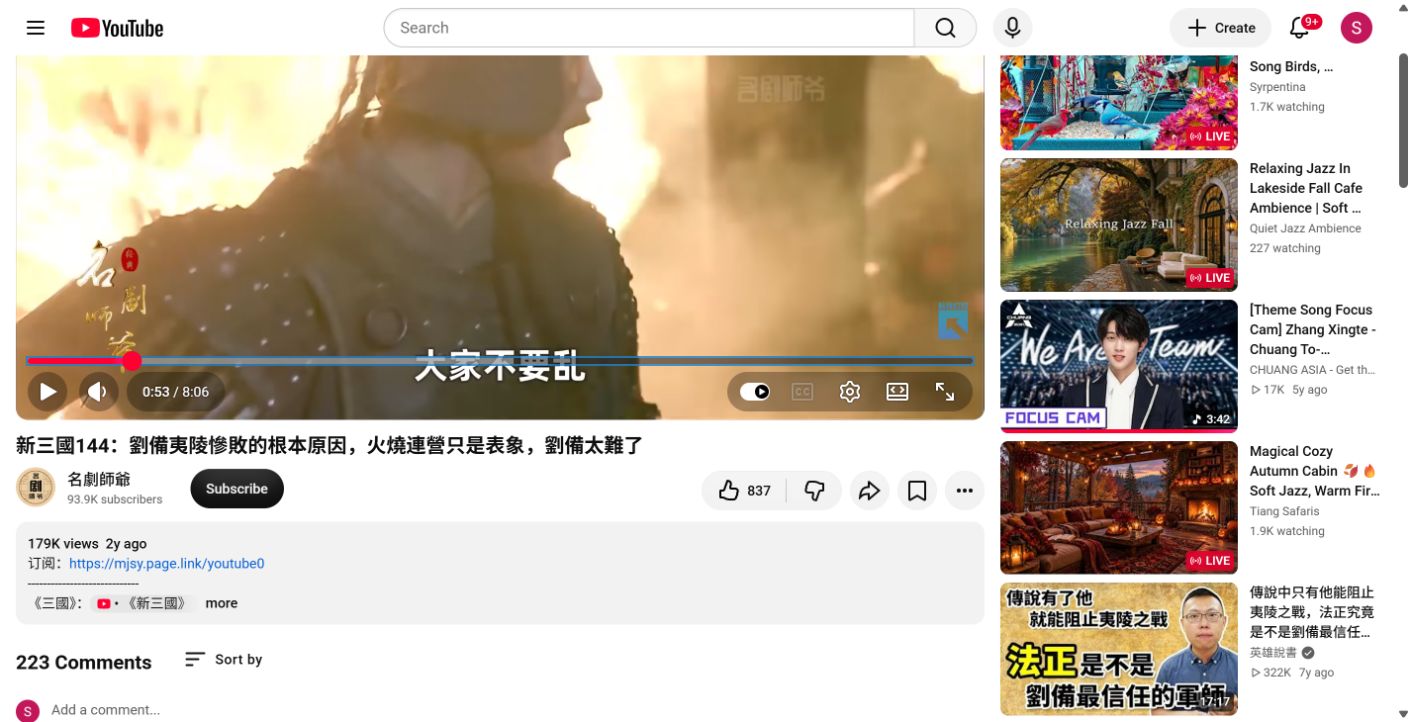 YouTube
Search
Create
9+
S
名剧師爷
名
剧
師
爷
大家不要乱
0:53 / 8:06
CC
新三國144：劉備夷陵慘敗的根本原因，火燒連營只是表象，劉備太難了
名劇師爺
93.9K subscribers
Subscribe
837
179K views 2y ago
订阅：https://mjsy.page.link/youtube0
-----------------------------
《三國》： • 《新三國》 ...more
223 Comments
Sort by
S
Add a comment...
Song Birds, ...
Syrpentina
1.7K watching
LIVE
Relaxing Jazz Fall
LIVE
Relaxing Jazz In
Lakeside Fall Cafe
Ambience | Soft ...
Quiet Jazz Ambience
227 watching
CHUANG
We Are Team
FOCUS CAM
3:42
[Theme Song Focus
Cam] Zhang Xingte -
Chuang To-...
CHUANG ASIA - Get th...
17K 5y ago
LIVE
Magical Cozy
Autumn Cabin 🍂🔥
Soft Jazz, Warm Fir...
Tiang Safaris
1.9K watching
傳說有了他
就能阻止夷陵之戰
法正是不是
劉備最信任的軍師
17:17
傳說中只有他能阻止
夷陵之戰，法正究竟
是不是劉備最信任...
英雄說書
322K 7y ago